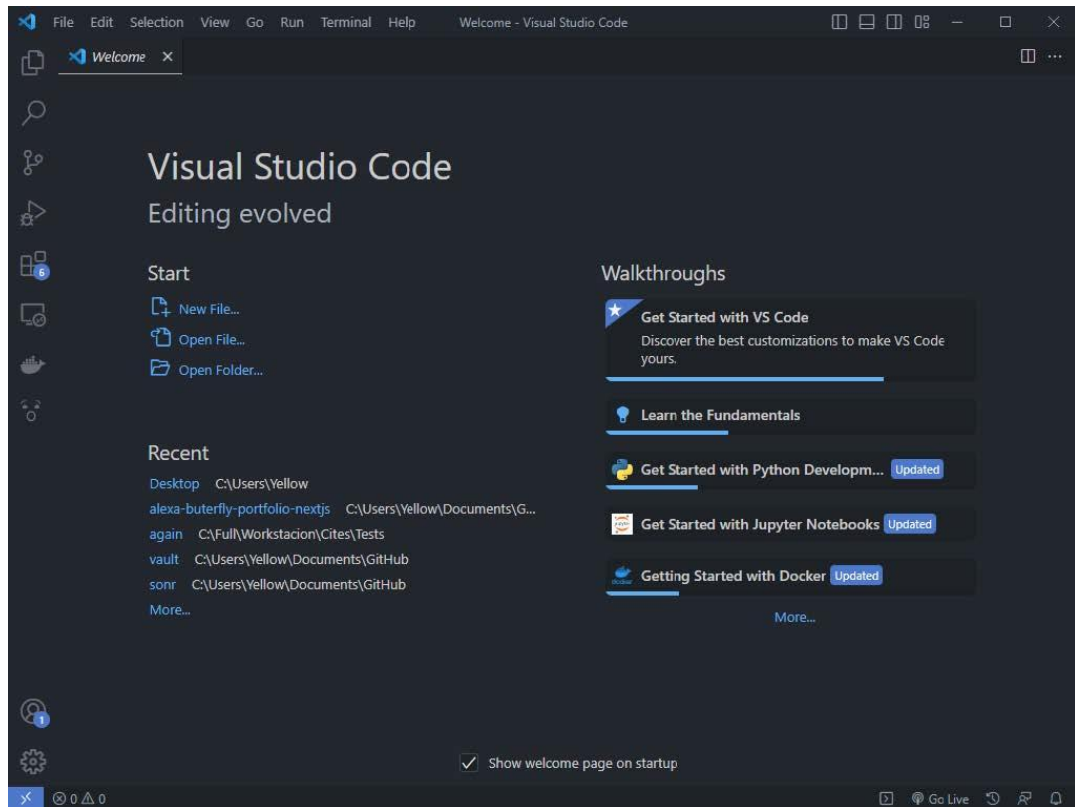 File Edit Selection View Go Run Terminal Help Welcome - Visual Studio Code
Welcome
Visual Studio Code
Editing evolved
Start
New File...
Open File...
Open Folder...
Recent
Desktop C:\Users\Yellow
alexa-buterfly-portfolio-nextjs C:\Users\Yellow\Documents\G...
again C:\Full\Workstacion\Cites\Tests
vault C:\Users\Yellow\Documents\GitHub
sonr C:\Users\Yellow\Documents\GitHub
More...
Walkthroughs
Get Started with VS Code
Discover the best customizations to make VS Code
yours.
Learn the Fundamentals
Get Started with Python Developm... Updated
Get Started with Jupyter Notebooks Updated
Getting Started with Docker Updated
More...
6
1
Show welcome page on startup
0 0 Go Live